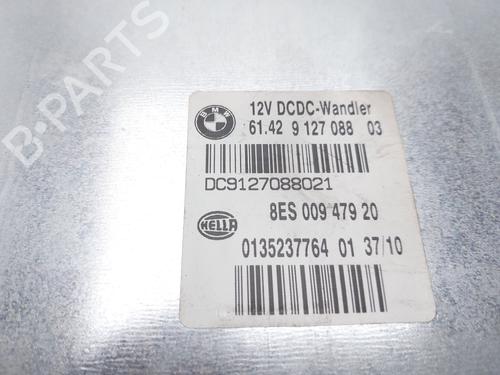 B-Parts
BMW
12V DCDC-Wandler
61.42 9 127 088 03
DC9127088021
8ES 009 479 20
HELLA
0135237764 01 37/10